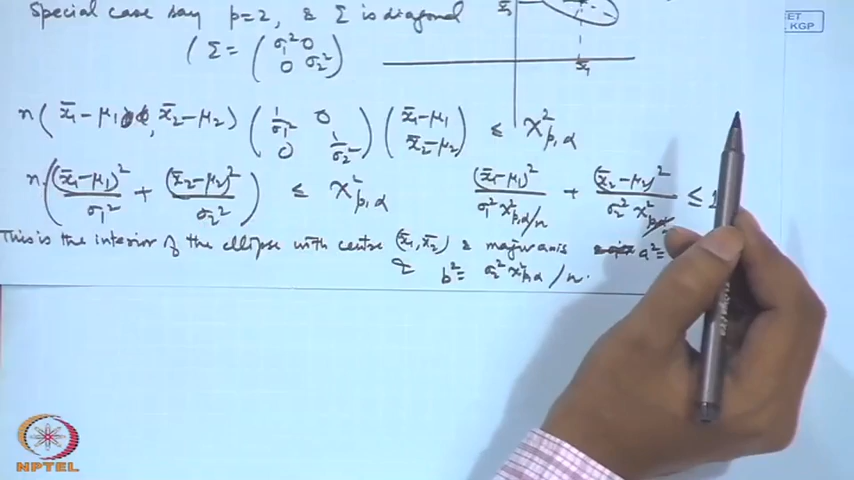 Special case say p=2, & Σ is diagonal
x̄₂
ET
KGP
(Σ = (σ₁² 0
0 σ₂²)
x̄₁
n(x̄₁-μ₁, x̄₂-μ₂) (1/σ₁² 0
0 1/σ₂²) (x̄₁-μ₁
x̄₂-μ₂) ≤ χ²p,α
n((x̄₁-μ₁)²/σ₁² + (x̄₂-μ₂)²/σ₂²) ≤ χ²p,α
(x̄₁-μ₁)²/σ₁²χ²p,α/n + (x̄₂-μ₂)²/σ₂²χ²p,α ≤ 1
This is the interior of the ellipse with centre (x̄₁, x̄₂) & major axis a²=
& b²= σ₂²χ²p,α/n.
NPTEL